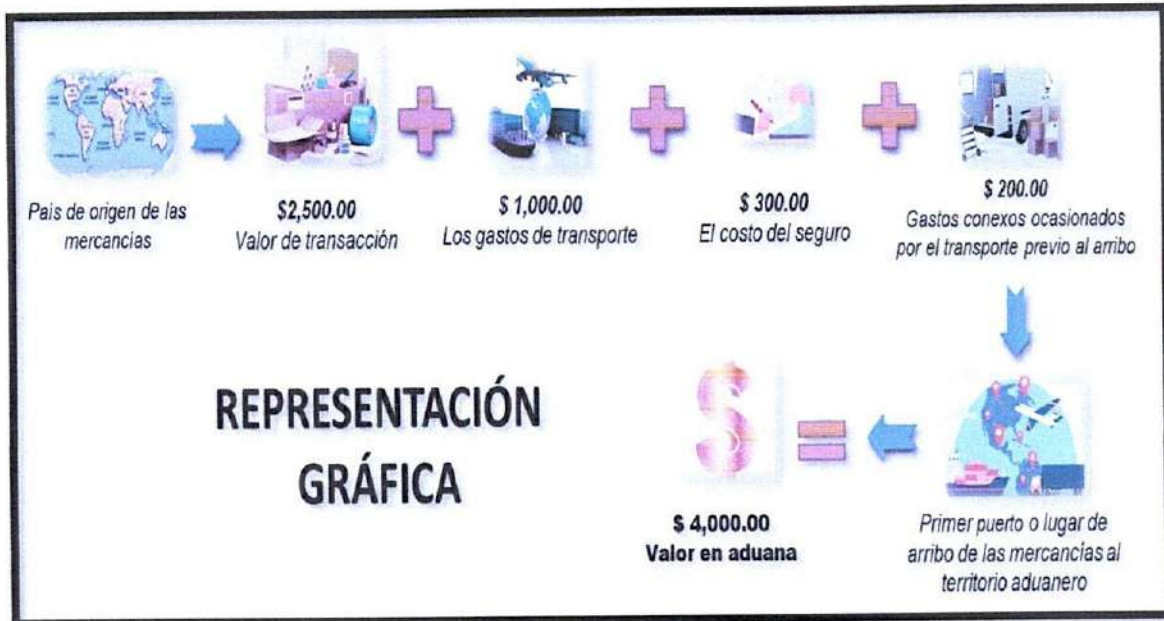 País de origen de las
mercancías
$2,500.00
Valor de transacción
$ 1,000.00
Los gastos de transporte
$ 300.00
El costo del seguro
$ 200.00
Gastos conexos ocasionados
por el transporte previo al arribo
REPRESENTACIÓN
GRÁFICA
$ 4,000.00
Valor en aduana
Primer puerto o lugar de
arribo de las mercancías al
territorio aduanero